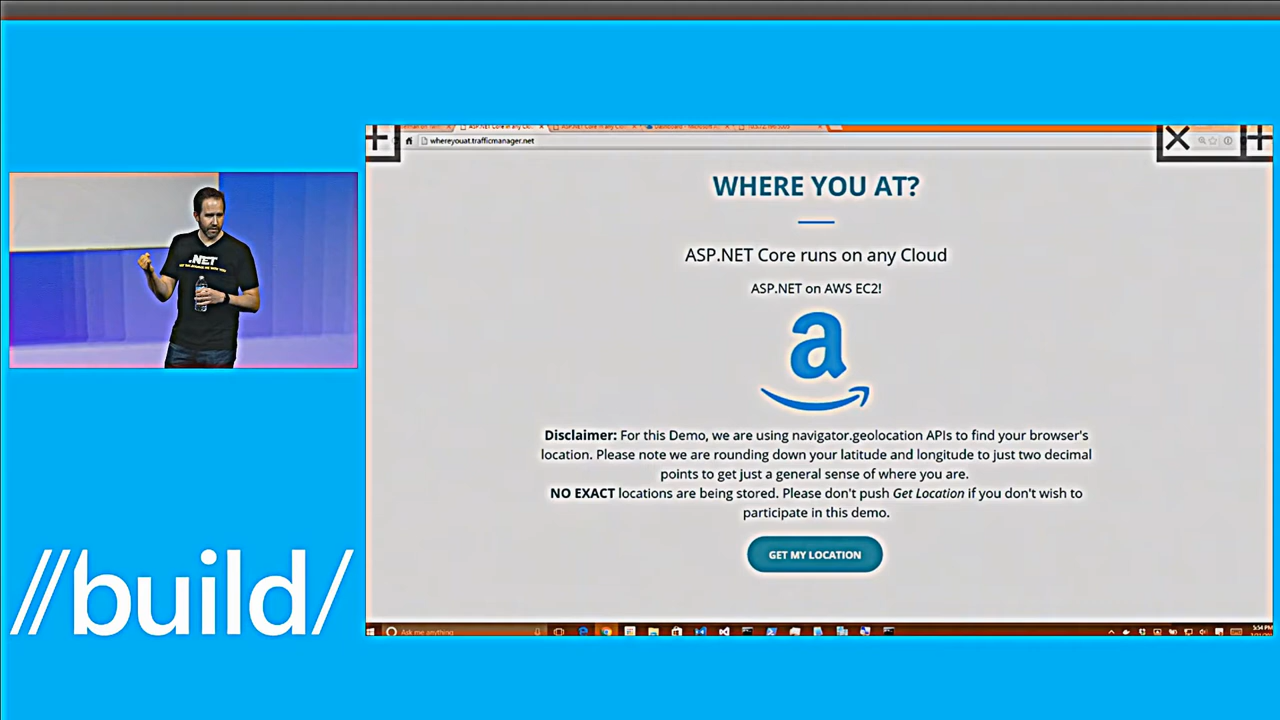 whereyouat.trafficmanager.net
WHERE YOU AT?
ASP.NET Core runs on any Cloud
ASP.NET on AWS EC2!
a
Disclaimer: For this Demo, we are using navigator.geolocation APIs to find your browser's
location. Please note we are rounding down your latitude and longitude to just two decimal
points to get just a general sense of where you are.
NO EXACT locations are being stored. Please don't push Get Location if you don't wish to
participate in this demo.
GET MY LOCATION
.NET
//build/
Ask me anything
5:54 PM